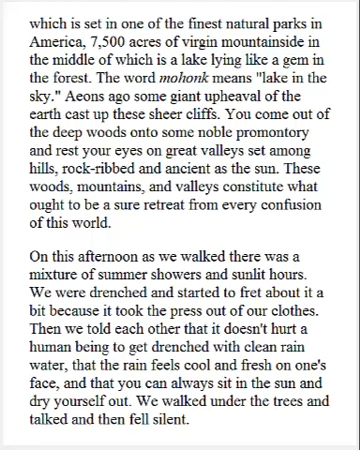 which is set in one of the finest natural parks in
America, 7,500 acres of virgin mountainside in
the middle of which is a lake lying like a gem in
the forest. The word mohonk means "lake in the
sky." Aeons ago some giant upheaval of the
earth cast up these sheer cliffs. You come out of
the deep woods onto some noble promontory
and rest your eyes on great valleys set among
hills, rock-ribbed and ancient as the sun. These
woods, mountains, and valleys constitute what
ought to be a sure retreat from every confusion
of this world.

On this afternoon as we walked there was a
mixture of summer showers and sunlit hours.
We were drenched and started to fret about it a
bit because it took the press out of our clothes.
Then we told each other that it doesn't hurt a
human being to get drenched with clean rain
water, that the rain feels cool and fresh on one's
face, and that you can always sit in the sun and
dry yourself out. We walked under the trees and
talked and then fell silent.